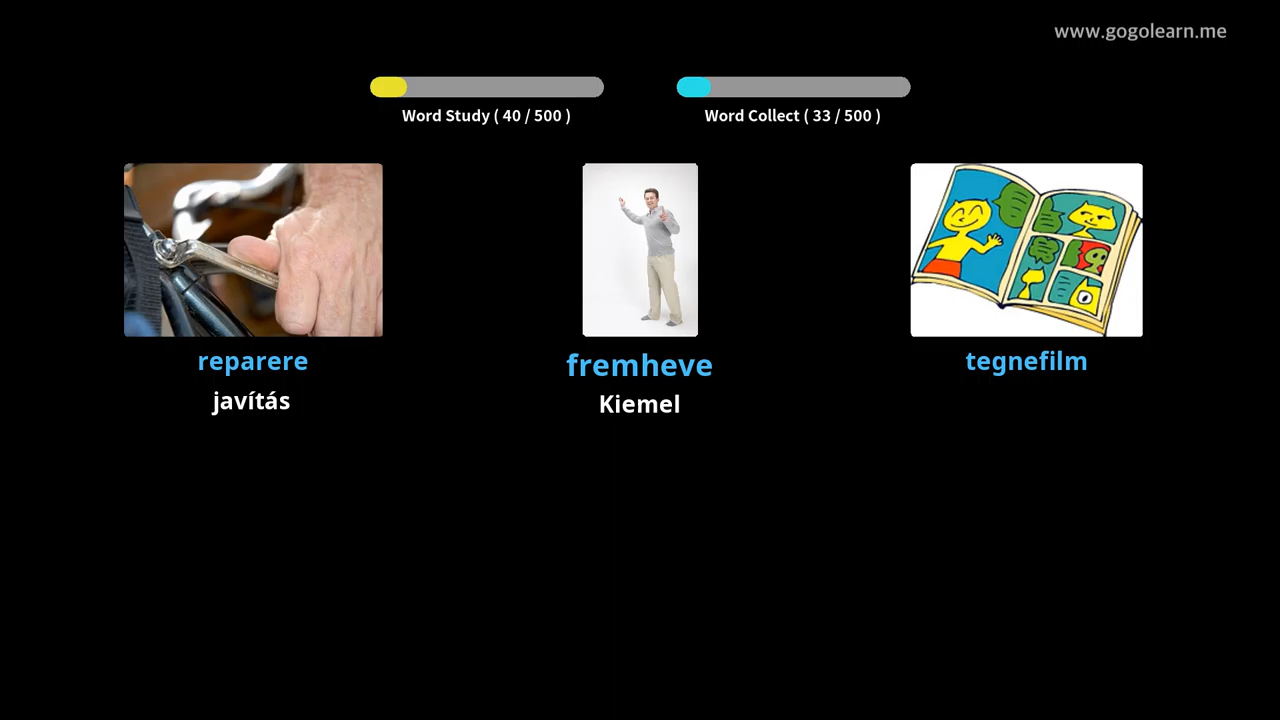 www.gogolearn.me
Word Study ( 40 / 500 )
Word Collect ( 33 / 500 )
reparere
fremheve
tegnefilm
javítás
Kiemel